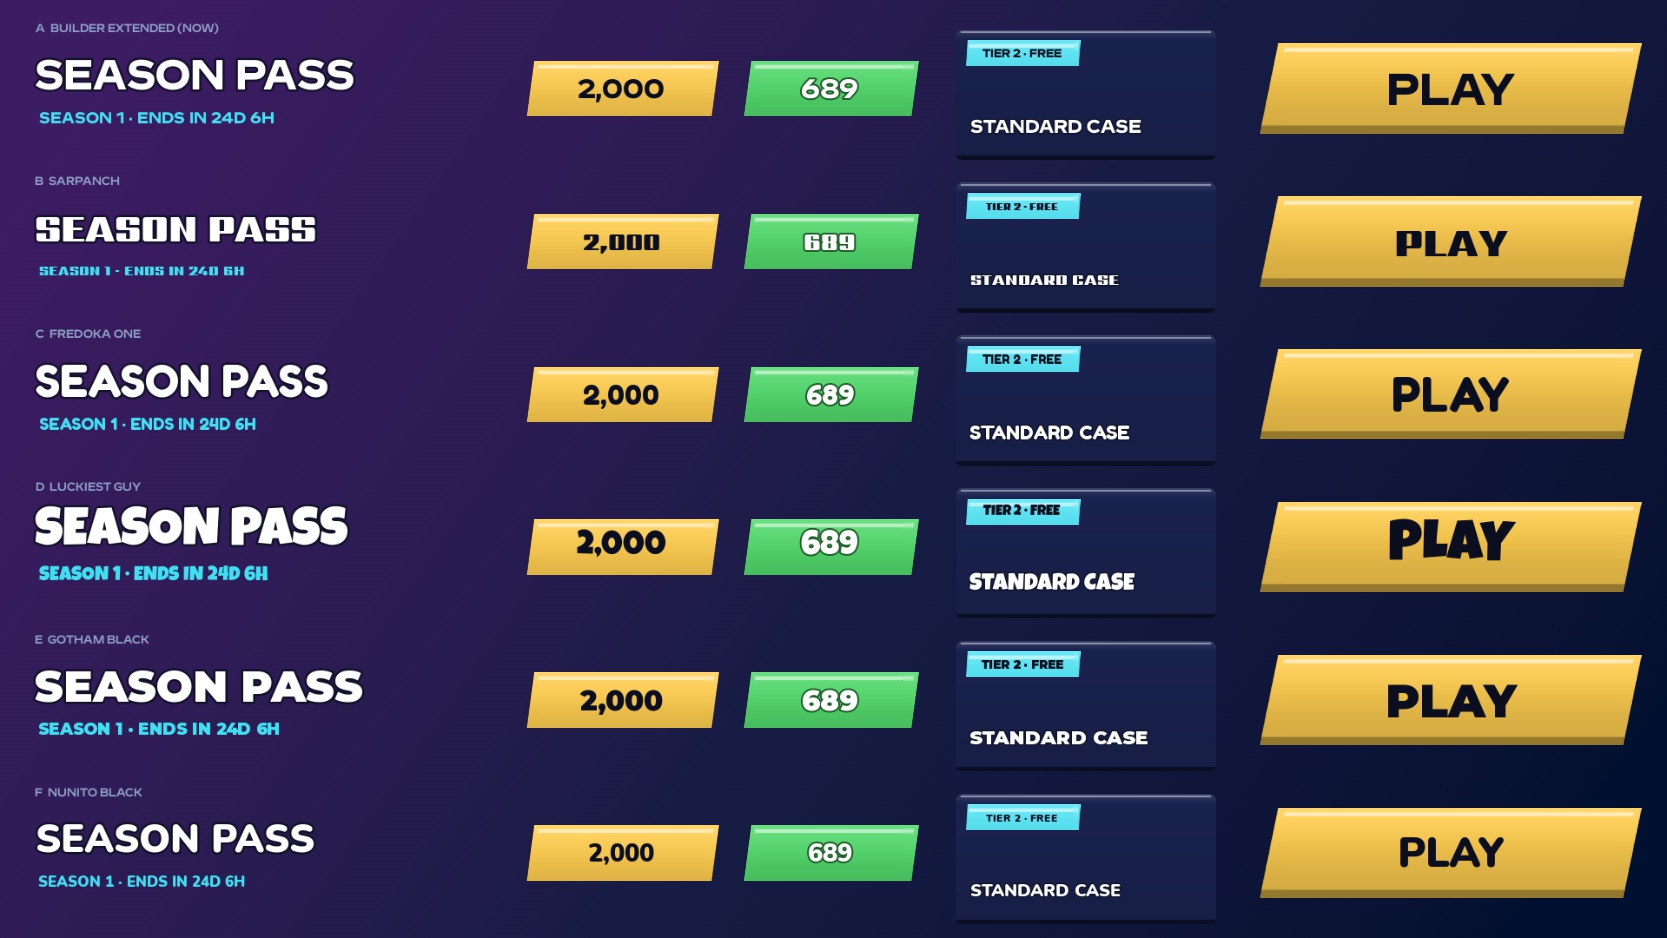 A BUILDER EXTENDED (NOW)
SEASON PASS
SEASON 1 · ENDS IN 24D 6H
2,000
689
TIER 2 · FREE
STANDARD CASE
PLAY
B SARPANCH
SEASON PASS
SEASON 1 · ENDS IN 24D 6H
2,000
689
TIER 2 · FREE
STANDARD CASE
PLAY
C FREDOKA ONE
SEASON PASS
SEASON 1 · ENDS IN 24D 6H
2,000
689
TIER 2 · FREE
STANDARD CASE
PLAY
D LUCKIEST GUY
SEASON PASS
SEASON 1 · ENDS IN 24D 6H
2,000
689
TIER 2 · FREE
STANDARD CASE
PLAY
E GOTHAM BLACK
SEASON PASS
SEASON 1 · ENDS IN 24D 6H
2,000
689
TIER 2 · FREE
STANDARD CASE
PLAY
F NUNITO BLACK
SEASON PASS
SEASON 1 · ENDS IN 24D 6H
2,000
689
TIER 2 · FREE
STANDARD CASE
PLAY